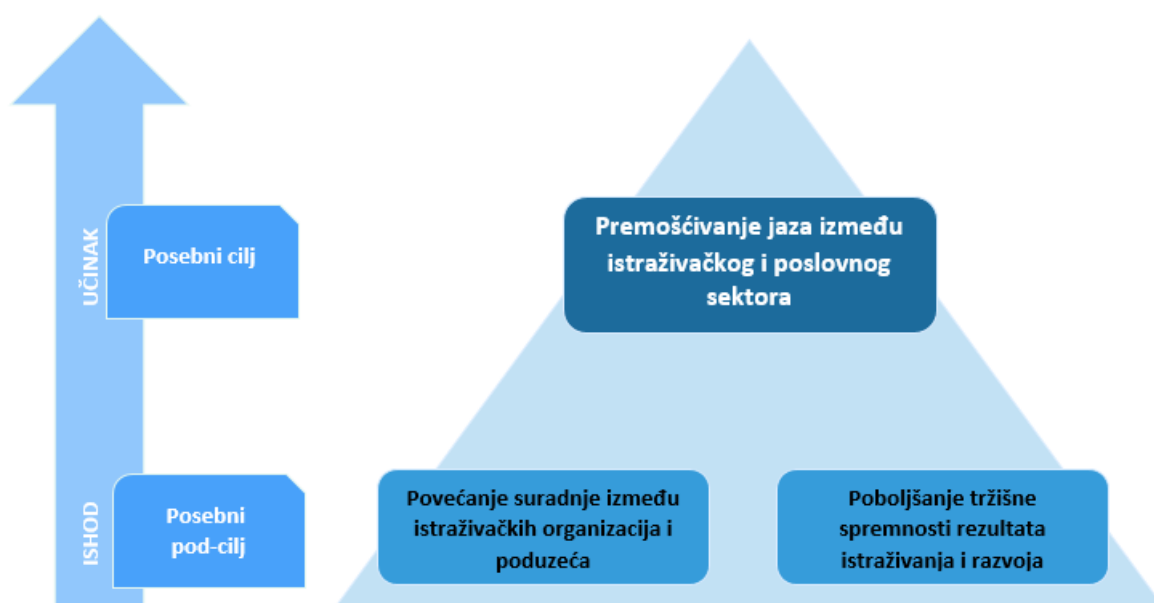 UČINAK
Posebni cilj
Premošćivanje jaza između
istraživačkog i poslovnog
sektora
ISHOD
Posebni
pod-cilj
Povećanje suradnje između
istraživačkih organizacija i
poduzeća
Poboljšanje tržišne
spremnosti rezultata
istraživanja i razvoja